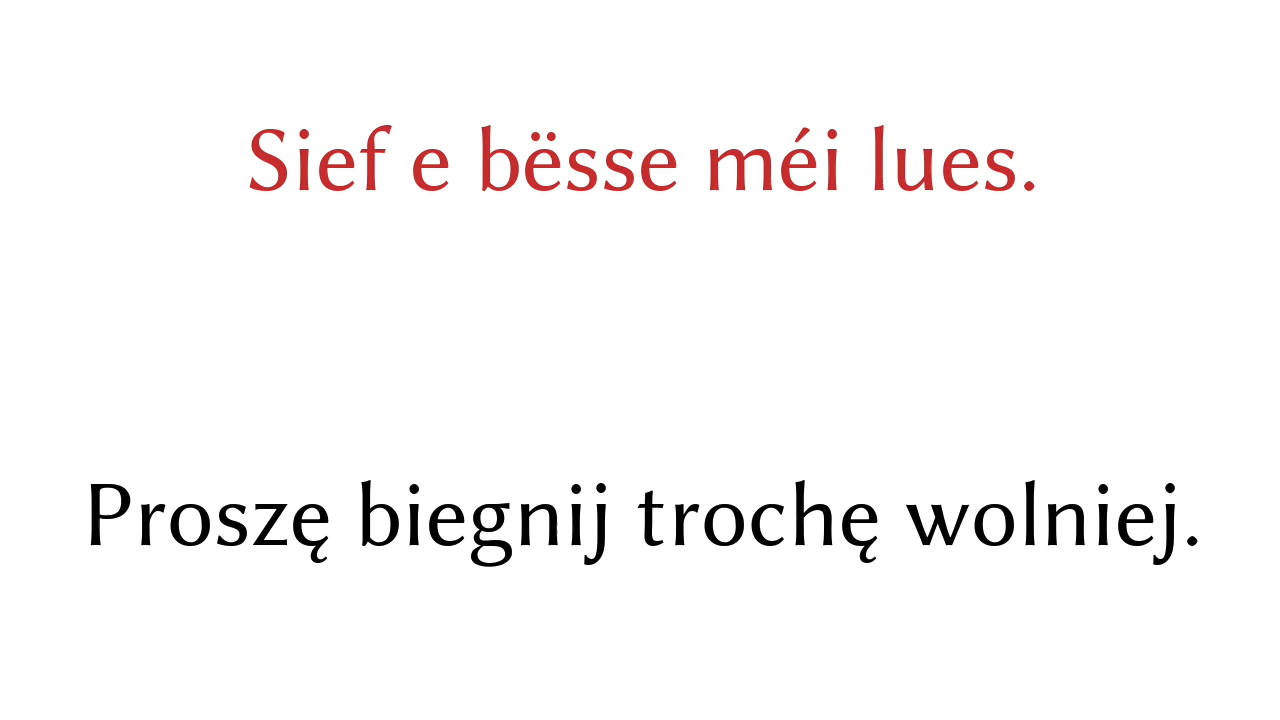 Sief e bësse méi lues.
Proszę biegnij trochę wolniej.